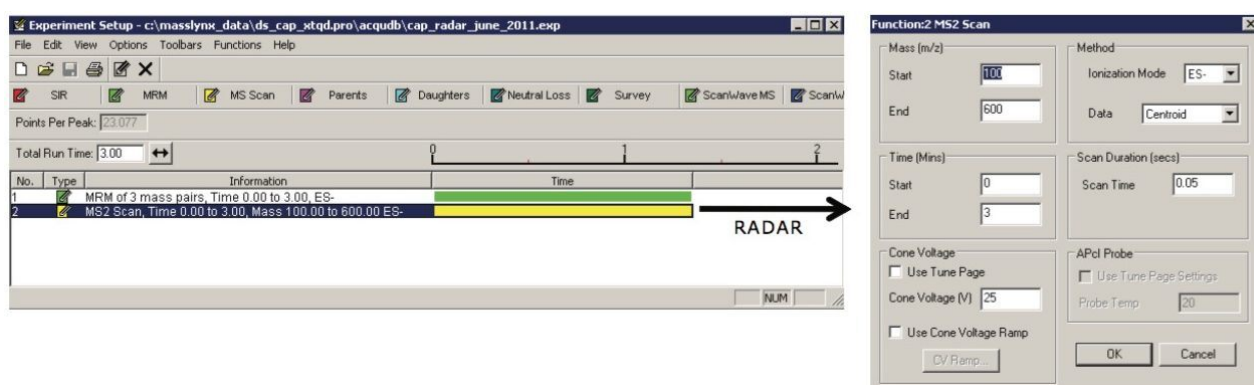 Experiment Setup - c:\masslynx_data\ds_cap_xtqd.pro\acqudb\cap_radar_june_2011.exp
File Edit View Options Toolbars Functions Help
SIR MRM MS Scan Parents Daughters Neutral Loss Survey ScanWave MS ScanW
Points Per Peak: 23.077
Total Run Time: 3.00
0 1 2
No. Type Information Time
1 MRM of 3 mass pairs, Time 0.00 to 3.00, ES-
2 MS2 Scan, Time 0.00 to 3.00, Mass 100.00 to 600.00 ES-
NUM
RADAR
Function:2 MS2 Scan
Mass (m/z)
Start 100
End 600
Method
Ionization Mode ES-
Data Centroid
Time (Mins)
Start 0
End 3
Scan Duration (secs)
Scan Time 0.05
Cone Voltage
Use Tune Page
Cone Voltage (V) 25
Use Cone Voltage Ramp
CV Ramp...
APcI Probe
Use Tune Page Settings
Probe Temp 20
OK Cancel